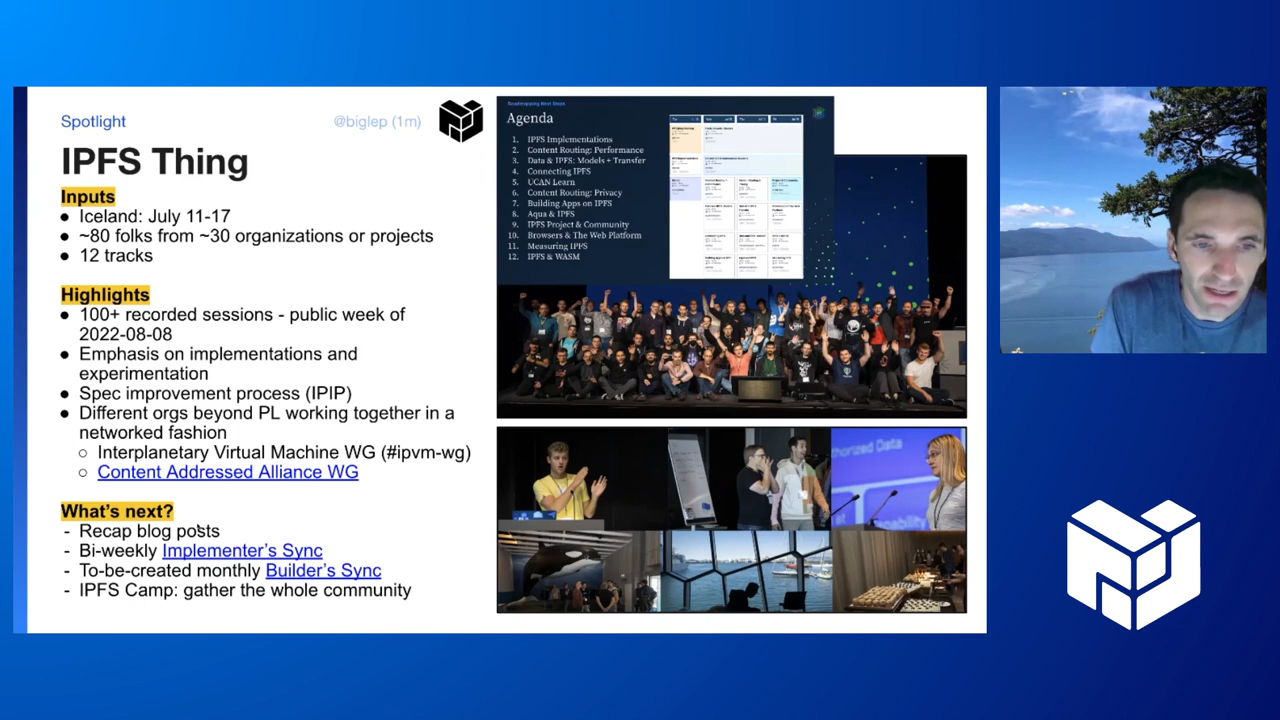 Spotlight
@biglep (1m)
IPFS Thing
Inputs
● Iceland: July 11-17
● ~80 folks from ~30 organizations or projects
● 12 tracks
Highlights
● 100+ recorded sessions - public week of
2022-08-08
● Emphasis on implementations and
experimentation
● Spec improvement process (IPIP)
● Different orgs beyond PL working together in a
networked fashion
○ Interplanetary Virtual Machine WG (#ipvm-wg)
○ Content Addressed Alliance WG
What's next?
- Recap blog posts
- Bi-weekly Implementer's Sync
- To-be-created monthly Builder's Sync
- IPFS Camp: gather the whole community
Roadmapping Next Steps
Agenda
1. IPFS Implementations
2. Content Routing: Performance
3. Data & IPFS: Models + Transfer
4. Connecting IPFS
5. UCAN Learn
6. Content Routing: Privacy
7. Building Apps on IPFS
8. Aqua & IPFS
9. IPFS Project & Community
10. Browsers & The Web Platform
11. Measuring IPFS
12. IPFS & WASM